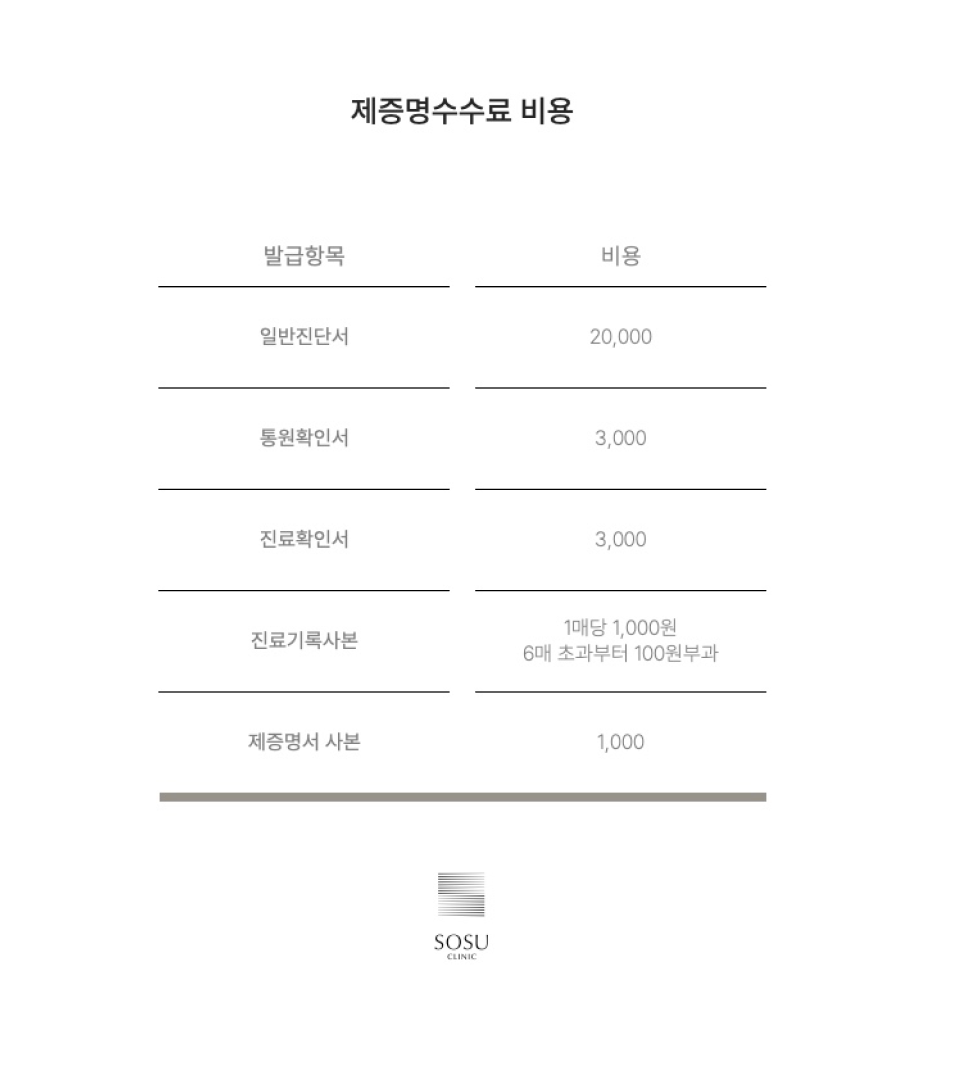 제증명수수료 비용
발급항목 비용
일반진단서 20,000
통원확인서 3,000
진료확인서 3,000
진료기록사본 1매당 1,000원
6매 초과부터 100원부과
제증명서 사본 1,000
SOSU
CLINIC